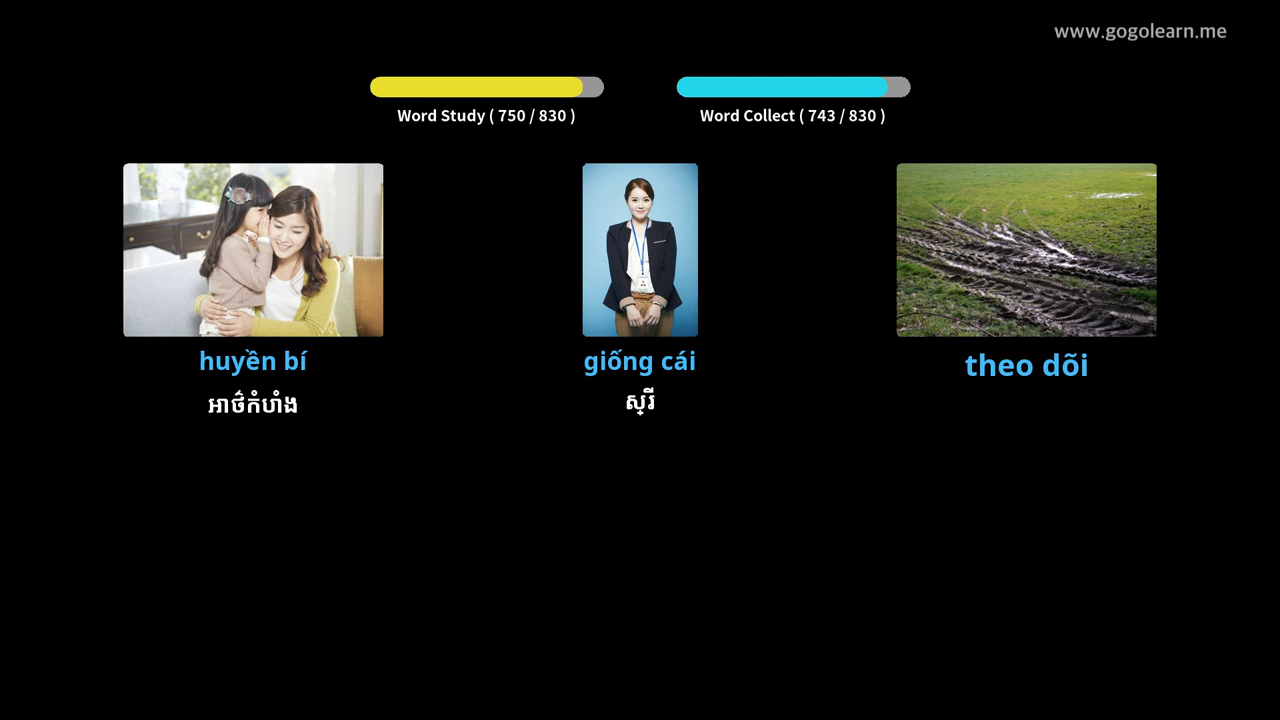 www.gogolearn.me
Word Study ( 750 / 830 )
Word Collect ( 743 / 830 )
huyền bí
giống cái
theo dõi
អាថ៌កំបាំង
ស្រី